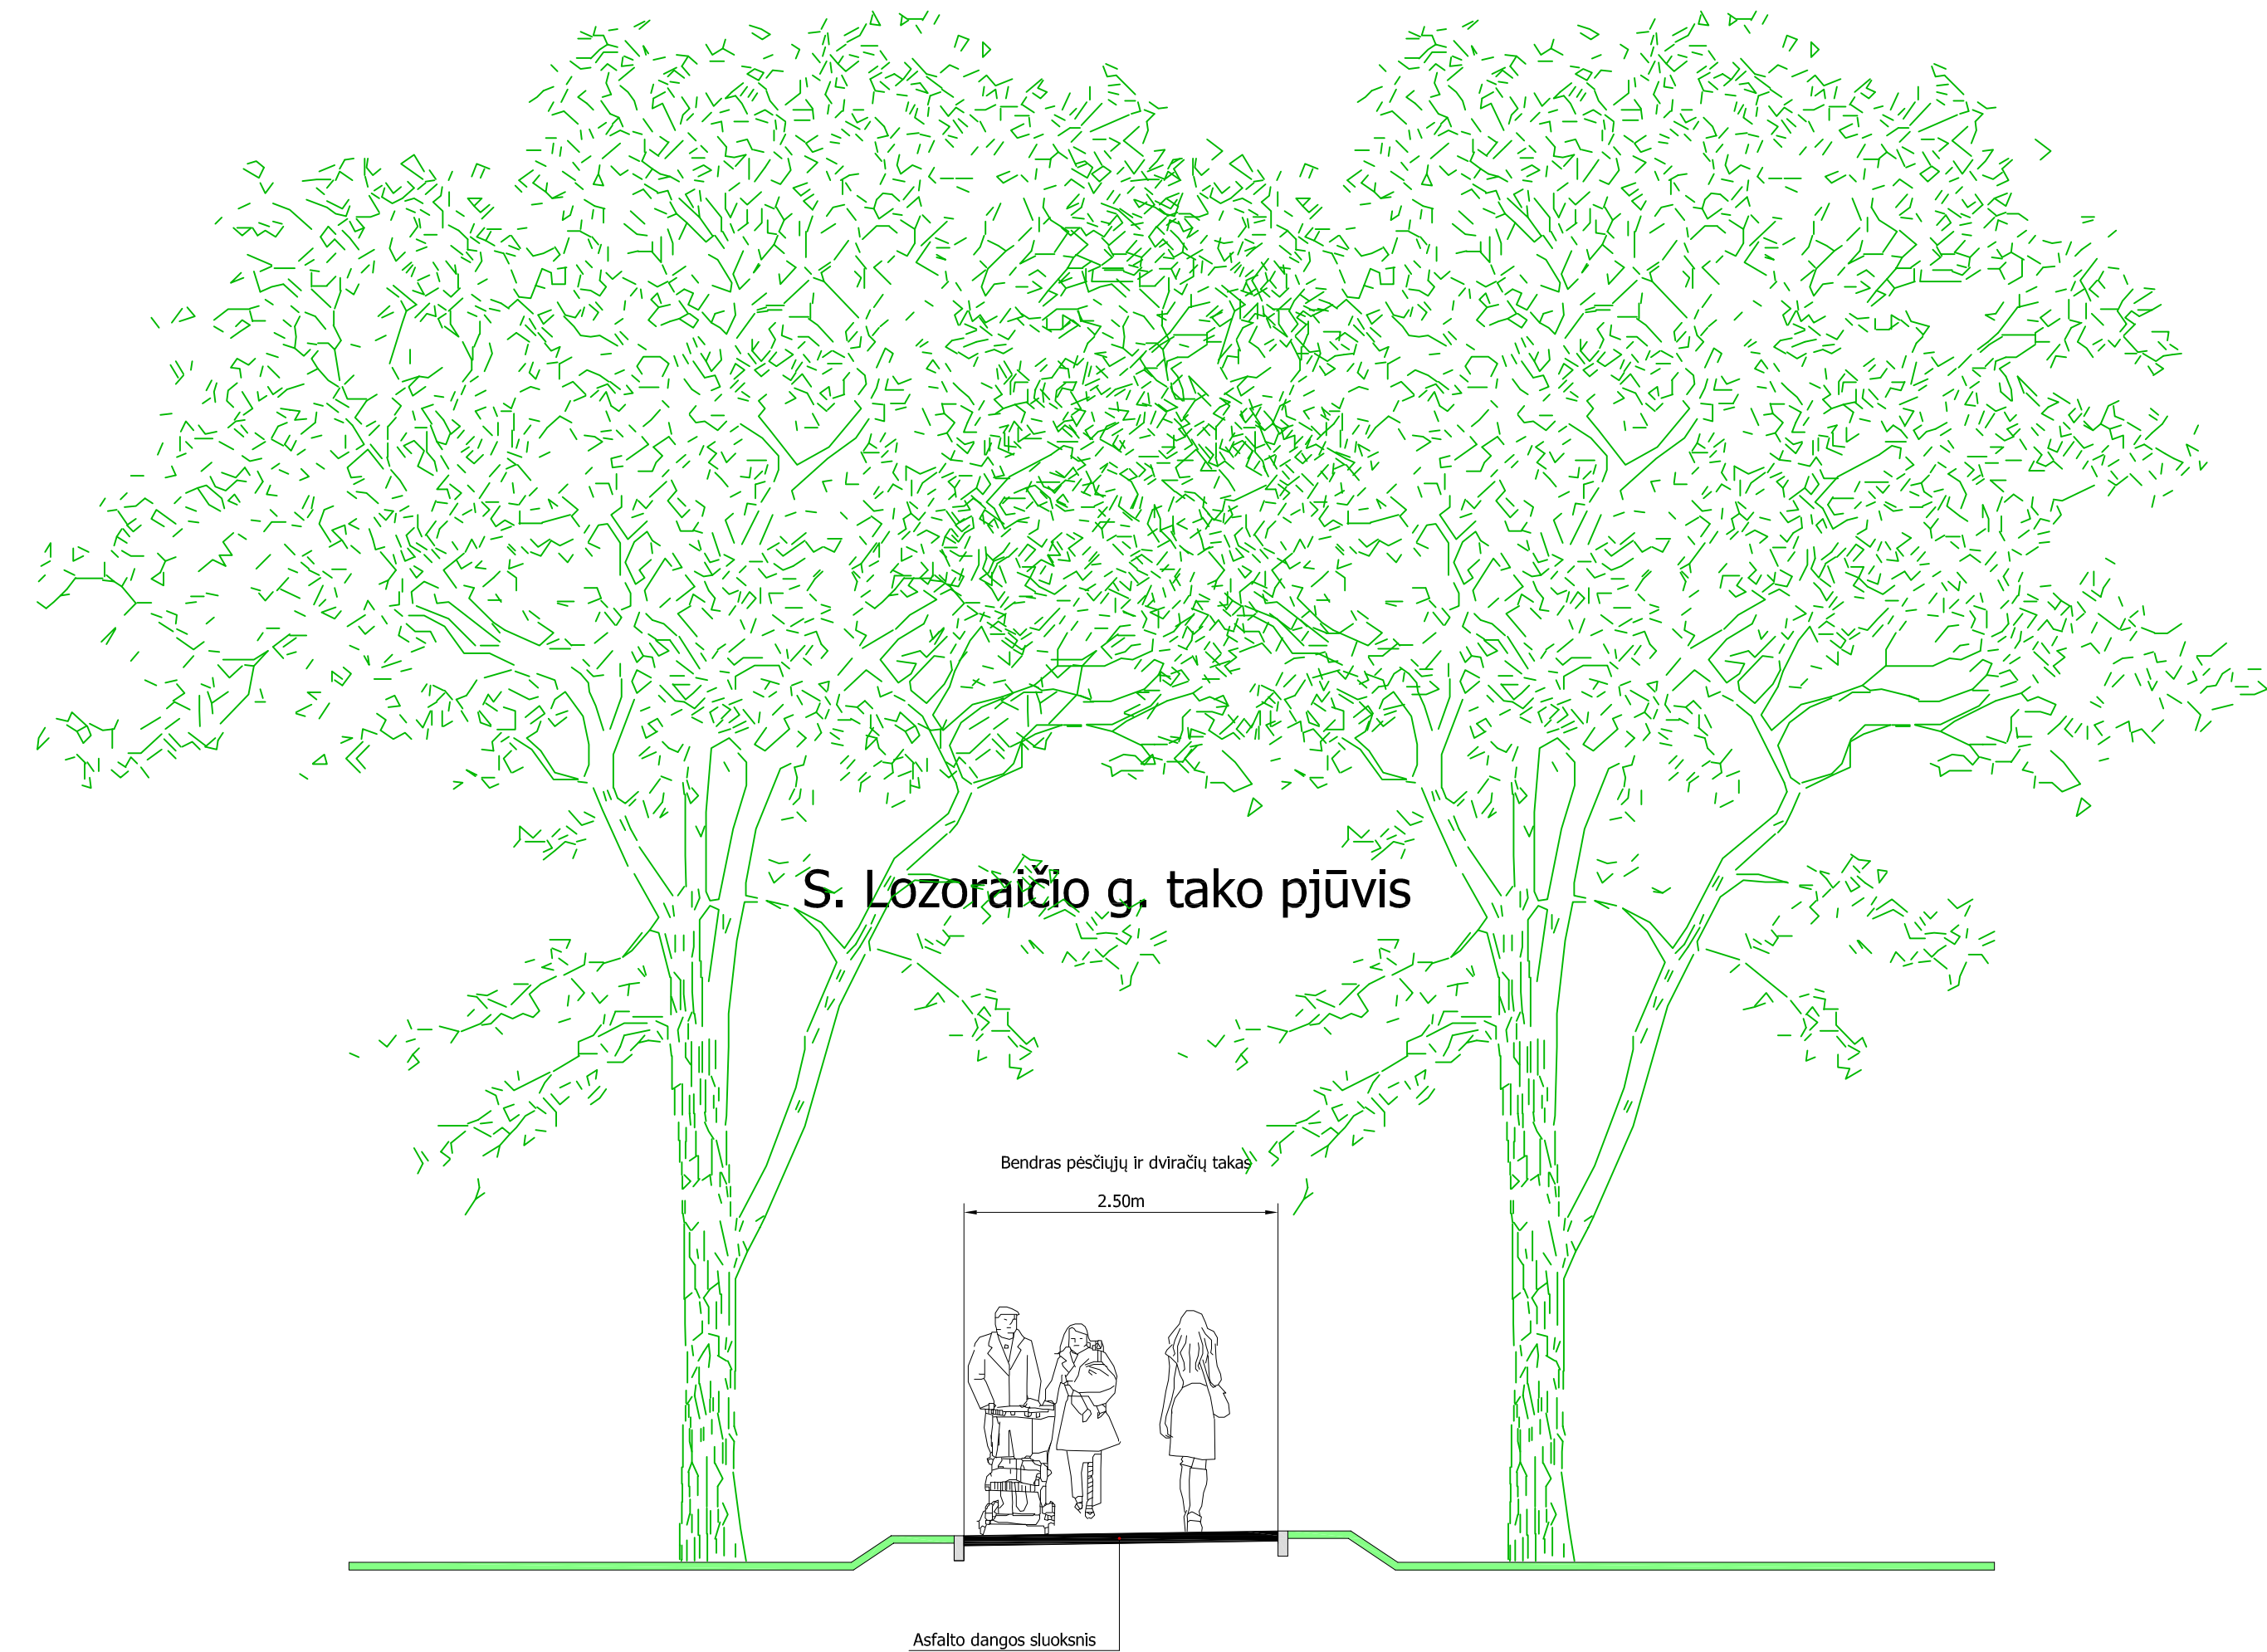 S. Lozoraičio g. tako pjūvis
Bendras pėsčiųjų ir dviračių takas
2.50m
Asfalto dangos sluoksnis